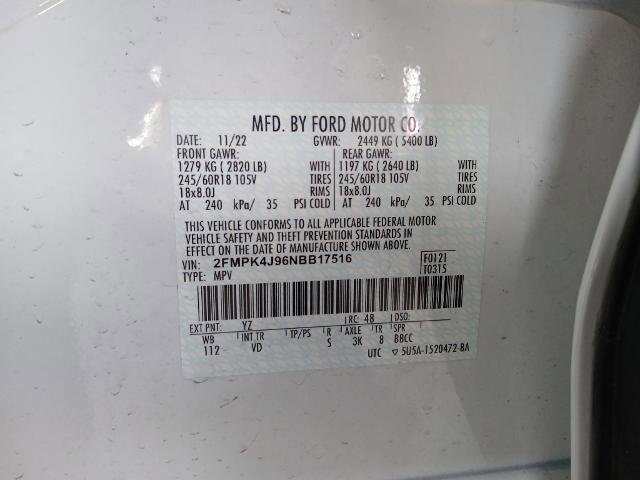 MFD. BY FORD MOTOR CO.
DATE: 11/22 GVWR: 2449 KG ( 5400 LB)
FRONT GAWR: REAR GAWR:
1279 KG ( 2820 LB) WITH 1197 KG ( 2640 LB) WITH
245/60R18 105V TIRES 245/60R18 105V TIRES
18x8.0J RIMS 18x8.0J RIMS
AT 240 kPa/ 35 PSI COLD AT 240 kPa/ 35 PSI COLD
THIS VEHICLE CONFORMS TO ALL APPLICABLE FEDERAL MOTOR
VEHICLE SAFETY AND THEFT PREVENTION STANDARDS IN
EFFECT ON THE DATE OF MANUFACTURE SHOWN ABOVE.
VIN: 2FMPK4J96NBB17516 F0121
TYPE: MPV T0315
EXT PNT: YZ RC: 48 DSO:
WB INT TR TP/PS R AXLE TR SPR
112 VD S 3K 8 BBCC
UTC ▽ 5U5A-1520472-BA